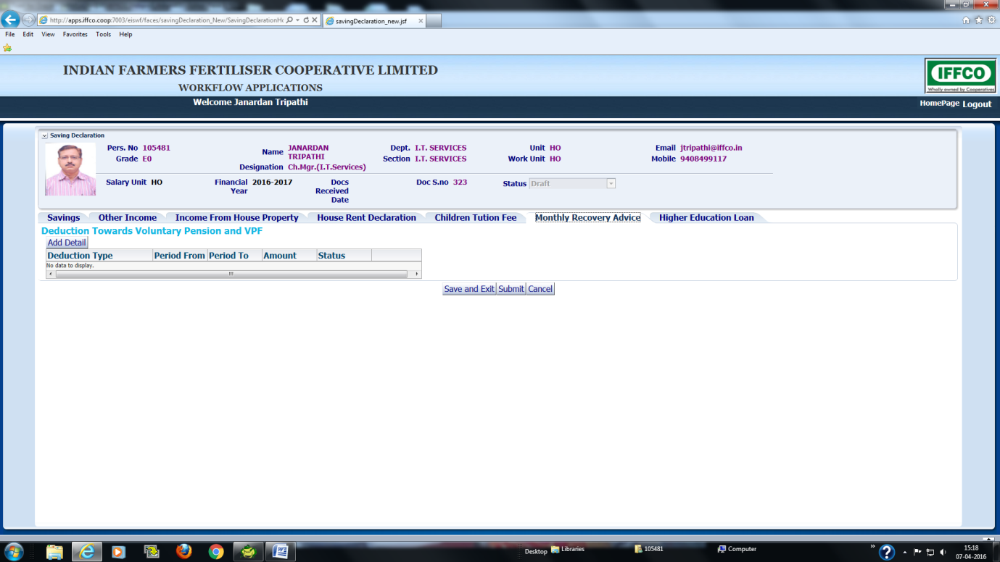 http://apps.iffco.coop:7003/eiswf/faces/savingDeclaration_New/SavingDeclarationHo
savingDeclaration_new.jsf
File Edit View Favorites Tools Help
INDIAN FARMERS FERTILISER COOPERATIVE LIMITED
WORKFLOW APPLICATIONS
IFFCO
Wholly owned by Cooperatives
Welcome Janardan Tripathi
HomePage Logout
Saving Declaration
Pers. No 105481 Name JANARDAN TRIPATHI Dept. I.T. SERVICES Unit HO Email jtripathi@iffco.in
Grade E0 Designation Ch.Mgr.(I.T.Services) Section I.T. SERVICES Work Unit HO Mobile 9408499117
Salary Unit HO Financial Year 2016-2017 Docs Received Date Doc S.no 323 Status Draft
Savings Other Income Income From House Property House Rent Declaration Children Tution Fee Monthly Recovery Advice Higher Education Loan
Deduction Towards Voluntary Pension and VPF
Add Detail
Deduction Type Period From Period To Amount Status
No data to display.
Save and Exit Submit Cancel
Desktop Libraries 105481 Computer
15:18
07-04-2016